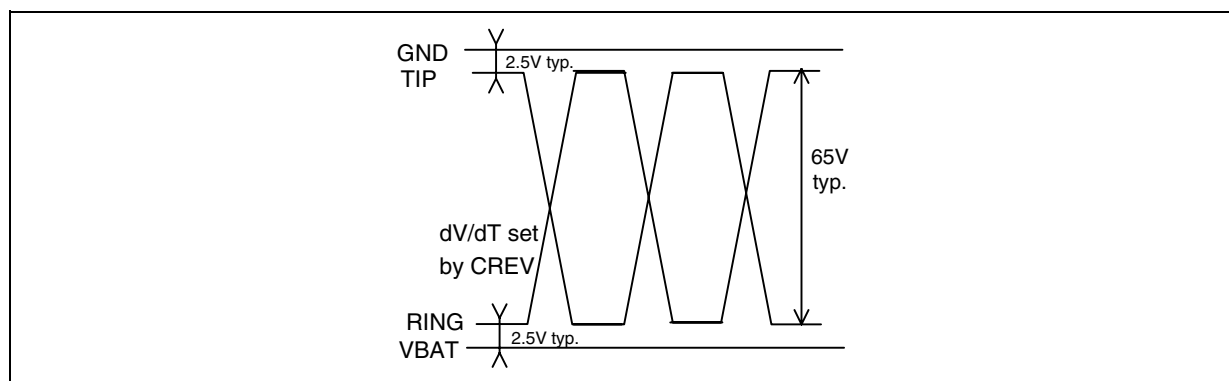 GND
2.5V typ.
TIP
65V
typ.
dV/dT set
by CREV
RING
2.5V typ.
VBAT